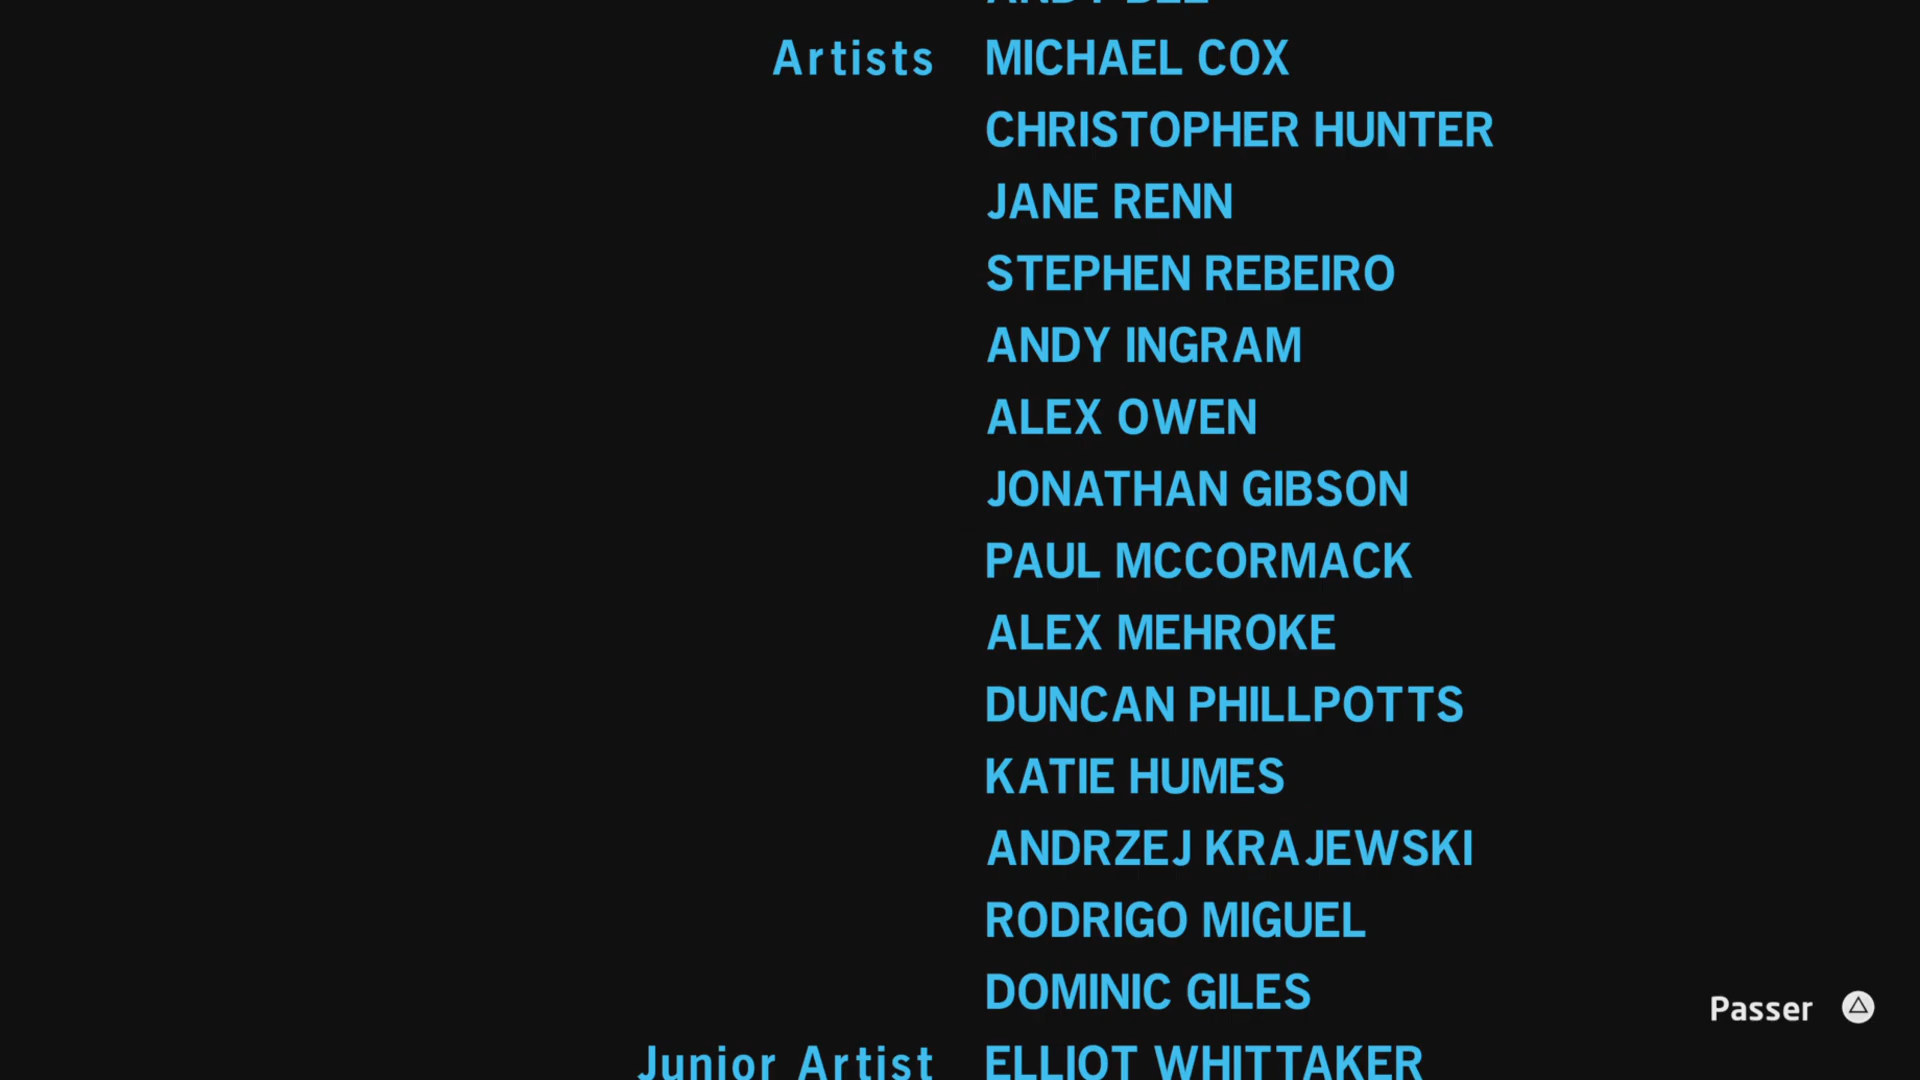 Artists MICHAEL COX
CHRISTOPHER HUNTER
JANE RENN
STEPHEN REBEIRO
ANDY INGRAM
ALEX OWEN
JONATHAN GIBSON
PAUL MCCORMACK
ALEX MEHROKE
DUNCAN PHILLPOTTS
KATIE HUMES
ANDRZEJ KRAJEWSKI
RODRIGO MIGUEL
DOMINIC GILES
Passer
Junior Artist ELLIOT WHITTAKER